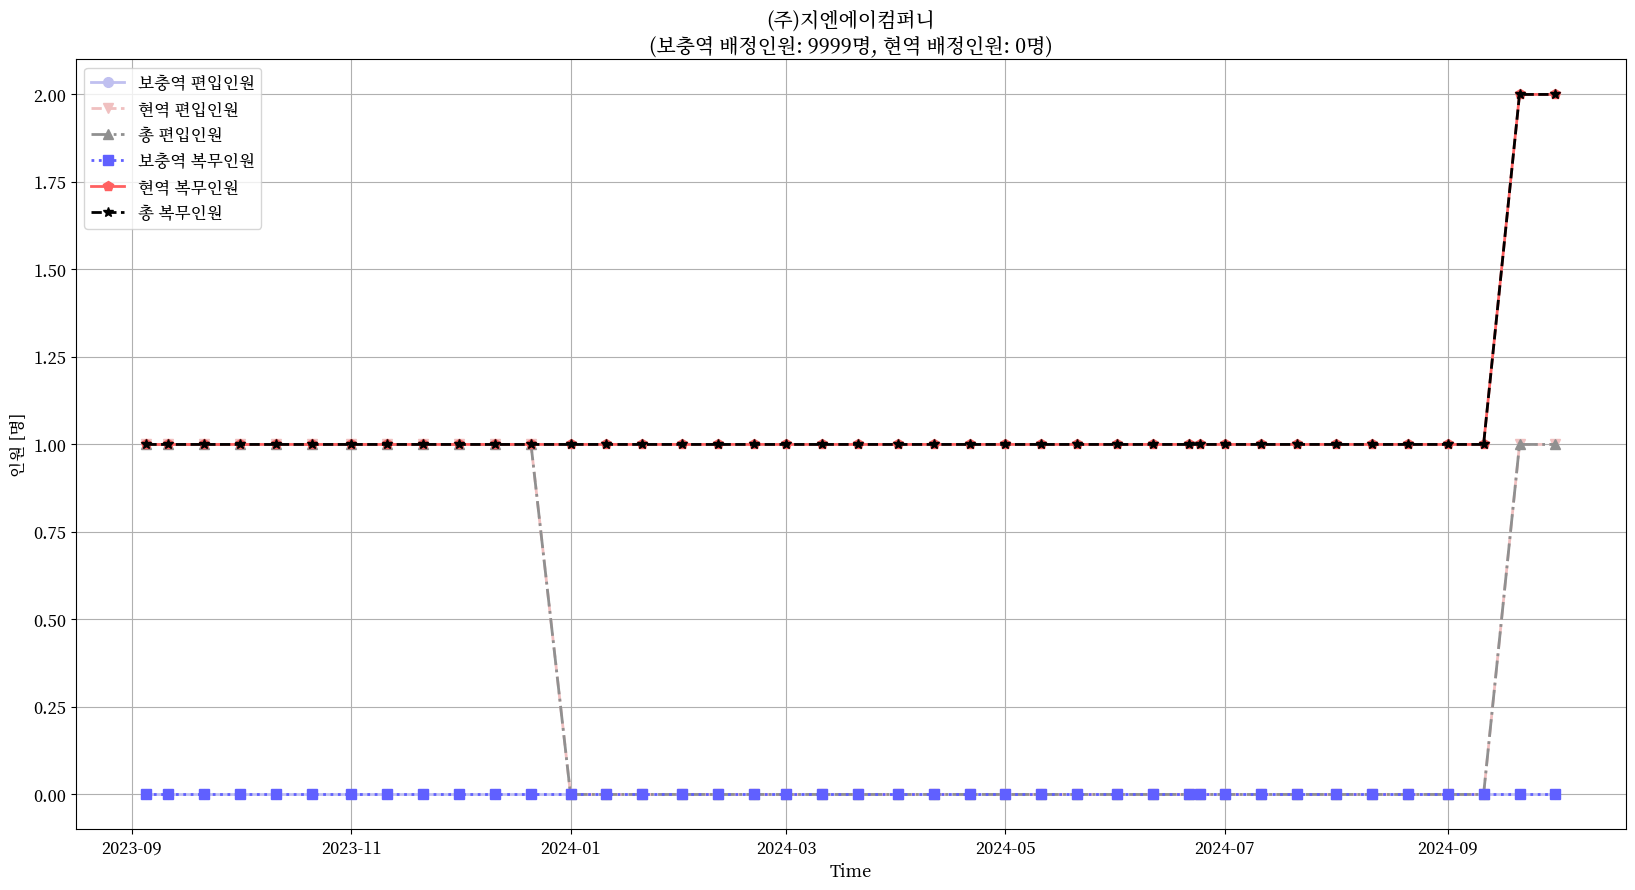 (주)지엔에이컴퍼니
(보충역 배정인원: 9999명, 현역 배정인원: 0명)
보충역 편입인원
현역 편입인원
총 편입인원
보충역 복무인원
현역 복무인원
총 복무인원
2.00
1.75
1.50
1.25
1.00
0.75
0.50
0.25
0.00
인원 [명]
2023-09
2023-11
2024-01
2024-03
2024-05
2024-07
2024-09
Time